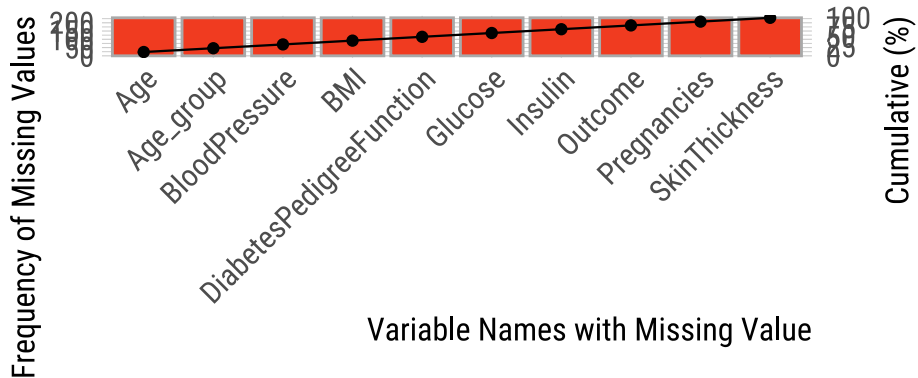 Frequency of Missing Values
200
0
100
0
Cumulative (%)
Age
Age_group
BloodPressure
BMI
DiabetesPedigreeFunction
Glucose
Insulin
Outcome
Pregnancies
SkinThickness
Variable Names with Missing Value